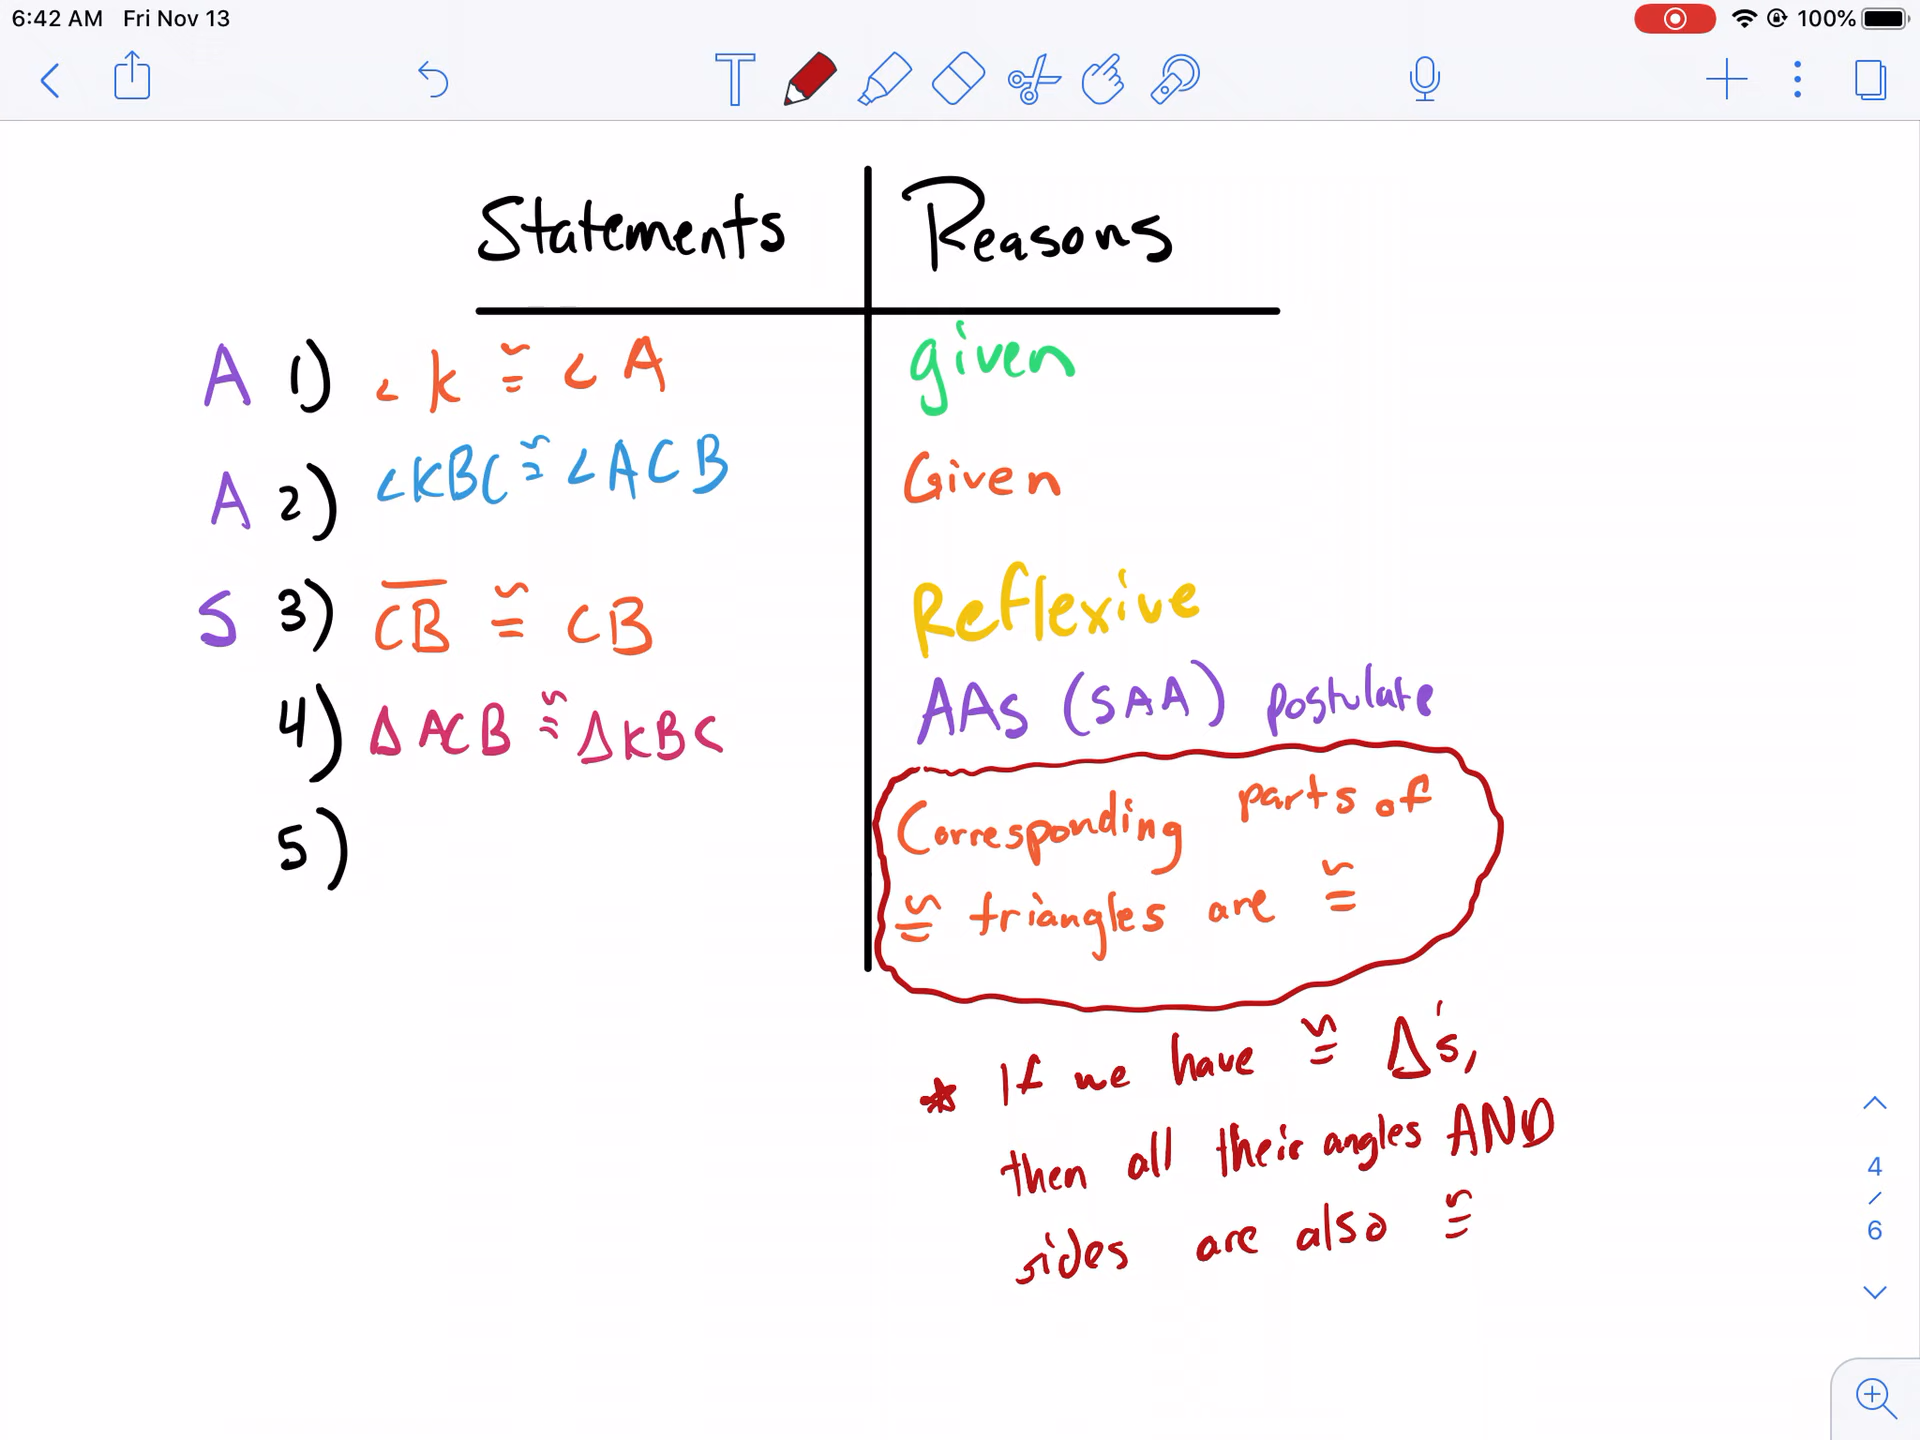 6:42 AM Fri Nov 13
100%
T
Statements Reasons
A 1) ∠K ≅ ∠A given
A 2) ∠KBC ≅ ∠ACB Given
S 3) C̅B̅ ≅ CB Reflexive
4) ΔACB ≅ ΔKBC AAS (SAA) postulate
5) Corresponding parts of
≅ triangles are ≅
* If we have ≅ Δ's,
then all their angles AND
sides are also ≅
4
/
6